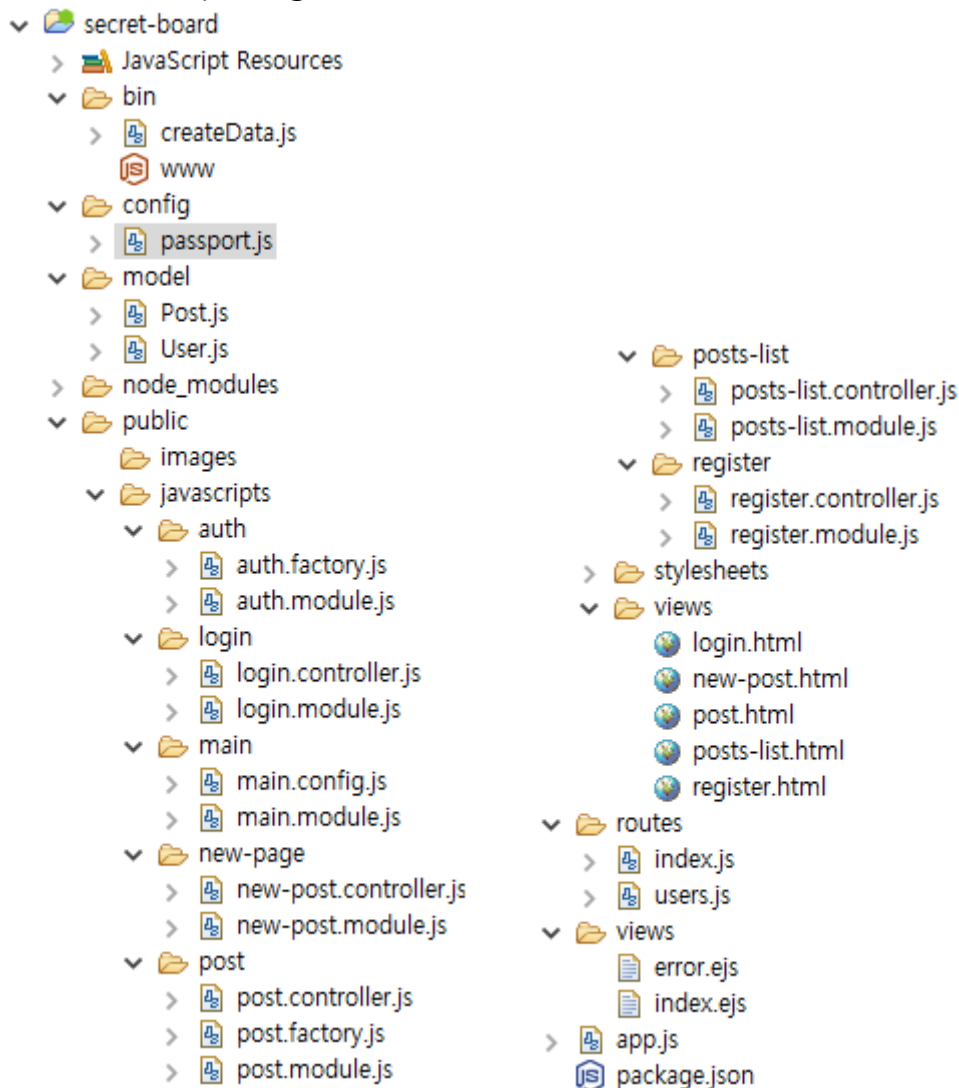 secret-board
JavaScript Resources
bin
createData.js
www
config
passport.js
model
Post.js
User.js
node_modules
public
images
javascripts
auth
auth.factory.js
auth.module.js
login
login.controller.js
login.module.js
main
main.config.js
main.module.js
new-page
new-post.controller.js
new-post.module.js
post
post.controller.js
post.factory.js
post.module.js
posts-list
posts-list.controller.js
posts-list.module.js
register
register.controller.js
register.module.js
stylesheets
views
login.html
new-post.html
post.html
posts-list.html
register.html
routes
index.js
users.js
views
error.ejs
index.ejs
app.js
package.json